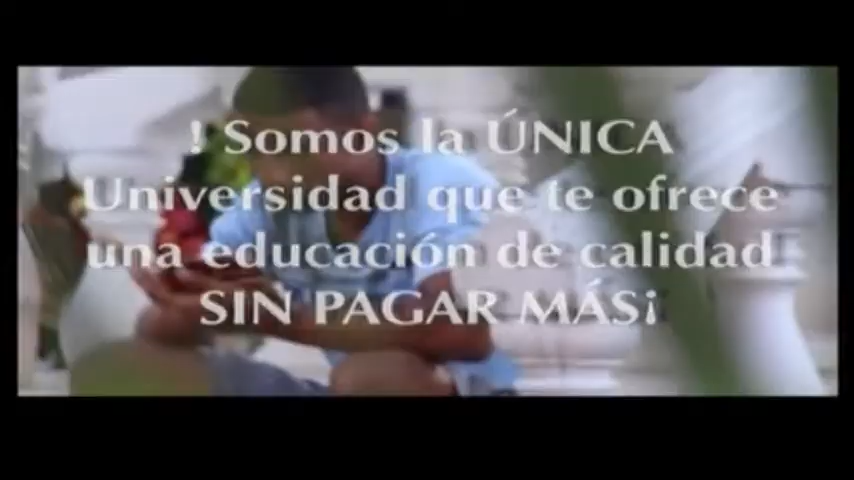 ! Somos la ÚNICA
Universidad que te ofrece
una educación de calidad
SIN PAGAR MÁS¡